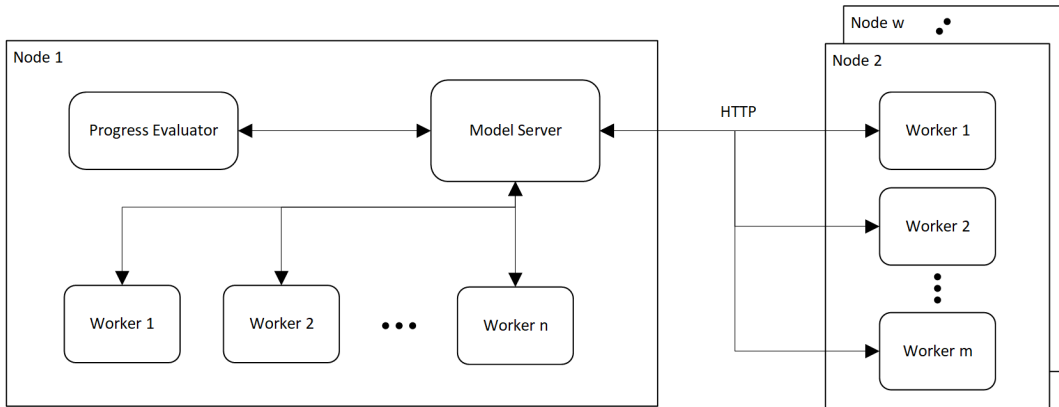 Node 1
Progress Evaluator
Model Server
Worker 1
Worker 2
Worker n
HTTP
Node w
Node 2
Worker 1
Worker 2
Worker m